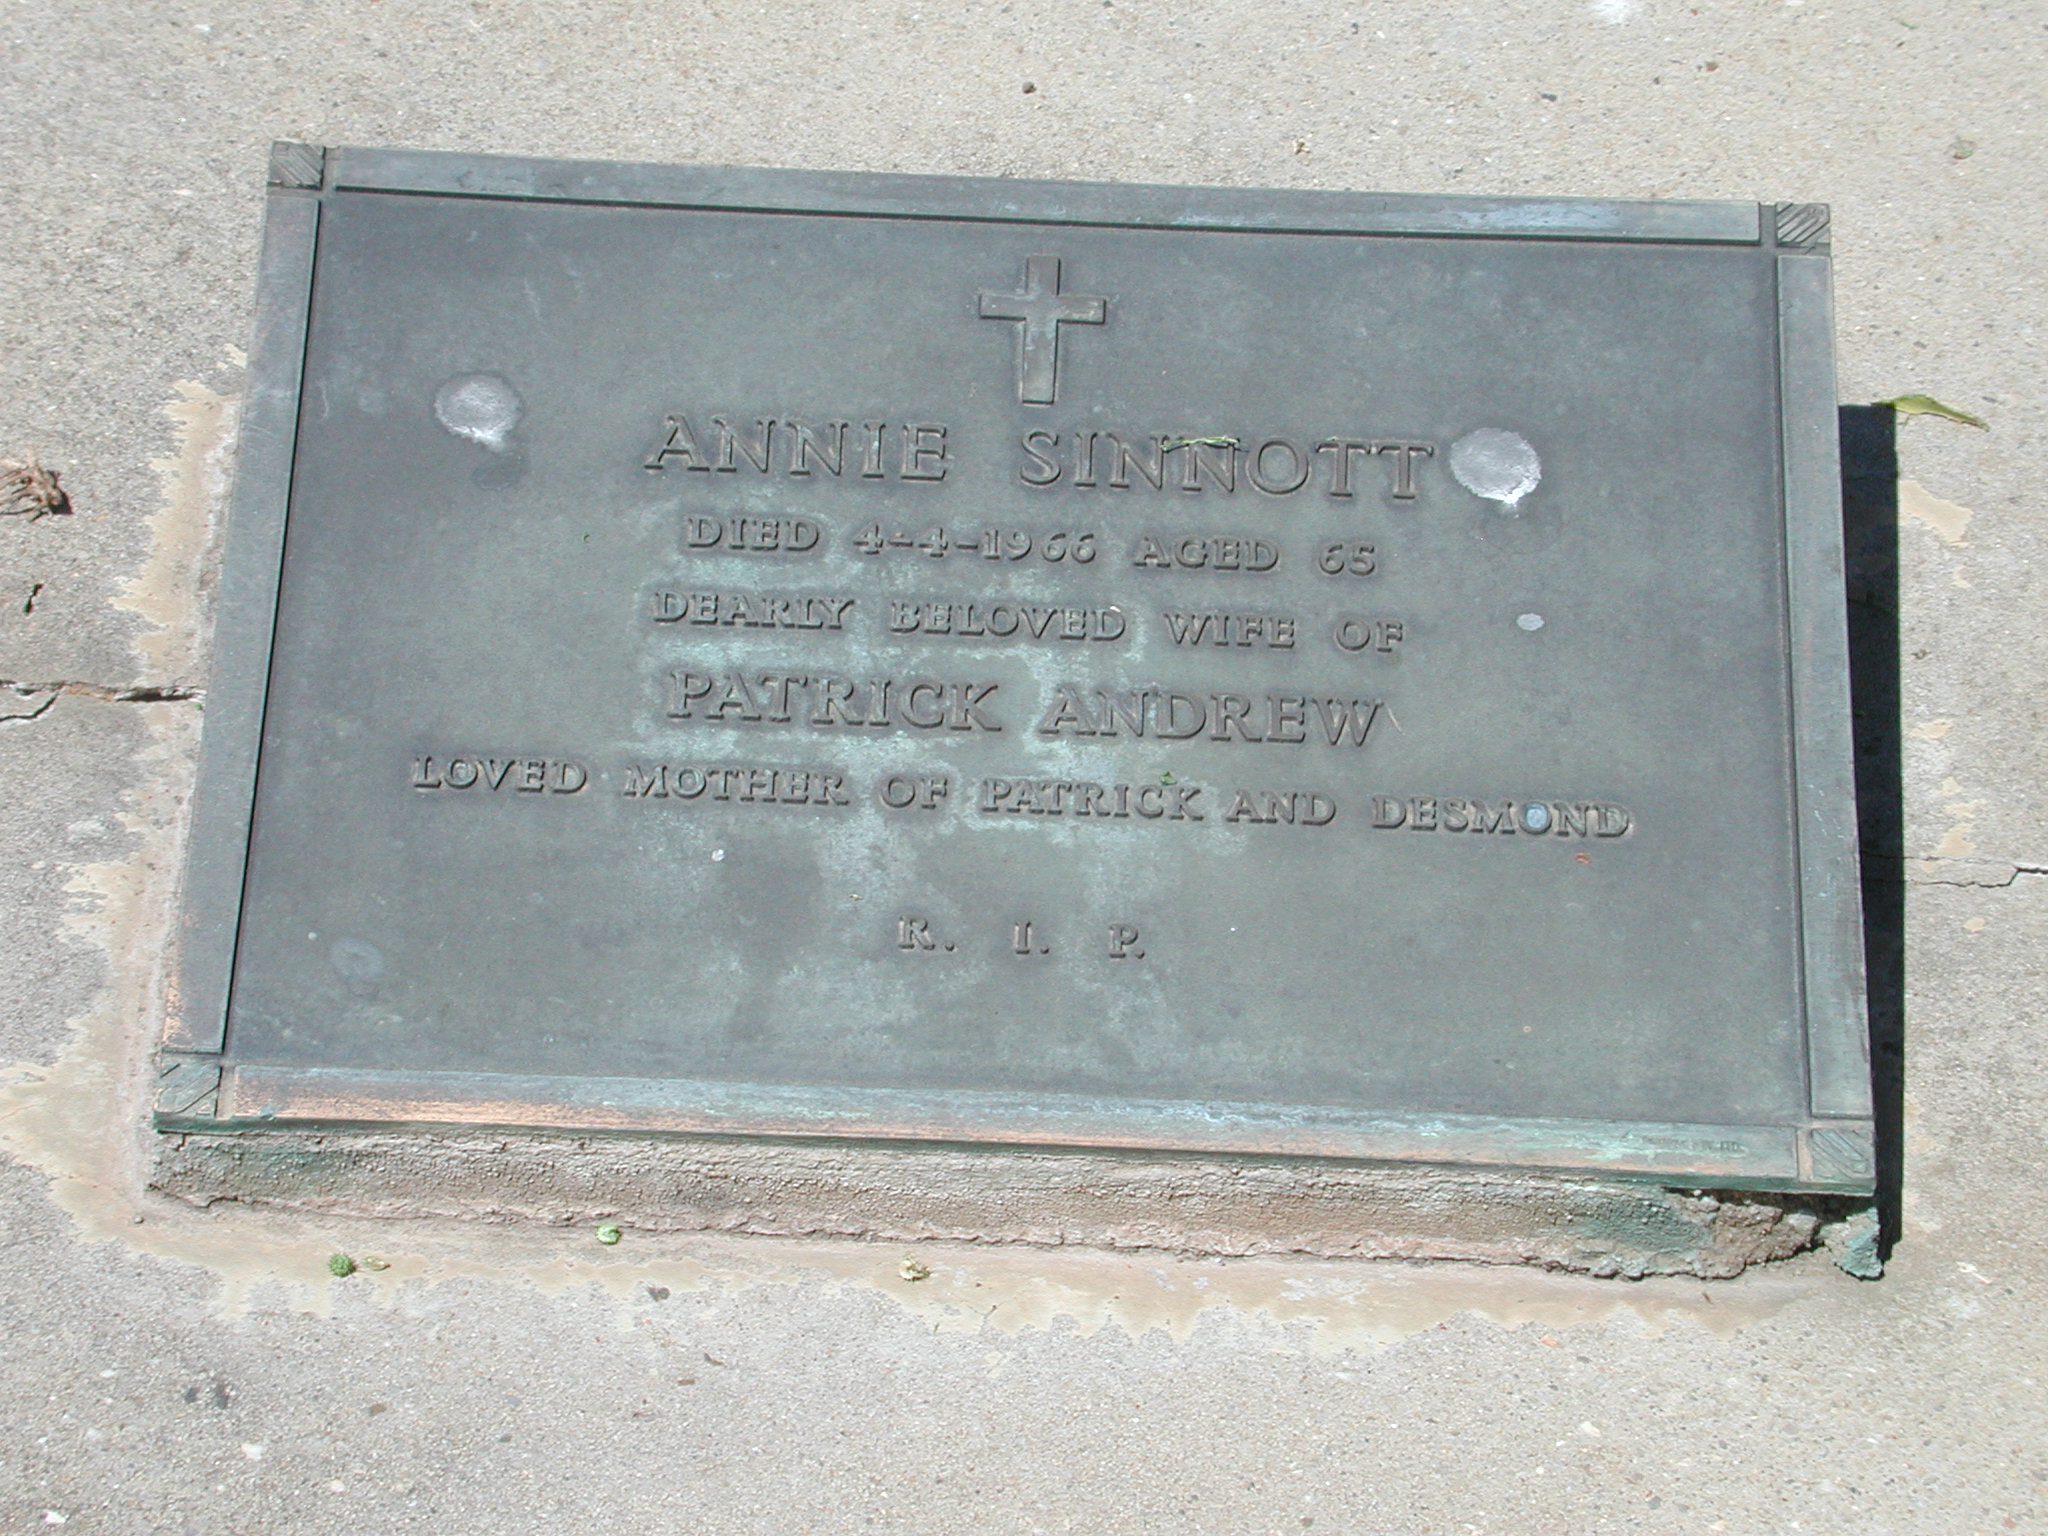 ANNIE SINNOTT
DIED 4-4-1966 AGED 65
DEARLY BELOVED WIFE OF
PATRICK ANDREW
LOVED MOTHER OF PATRICK AND DESMOND
R. I. P.